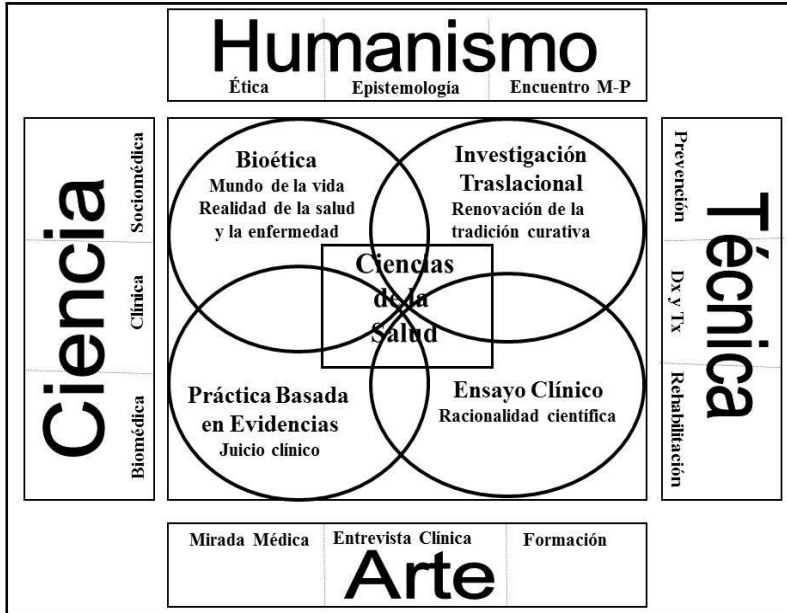 Humanismo
Ética
Epistemología
Encuentro M-P
Ciencia
Sociomédica
Clínica
Biomédica
Bioética
Mundo de la vida
Realidad de la salud
y la enfermedad
Investigación
Traslacional
Renovación de la
tradición curativa
Ciencias
de la
Salud
Práctica Basada
en Evidencias
Juicio clínico
Ensayo Clínico
Racionalidad científica
Técnica
Prevención
Dx y Tx
Rehabilitación
Mirada Médica
Entrevista Clínica
Formación
Arte